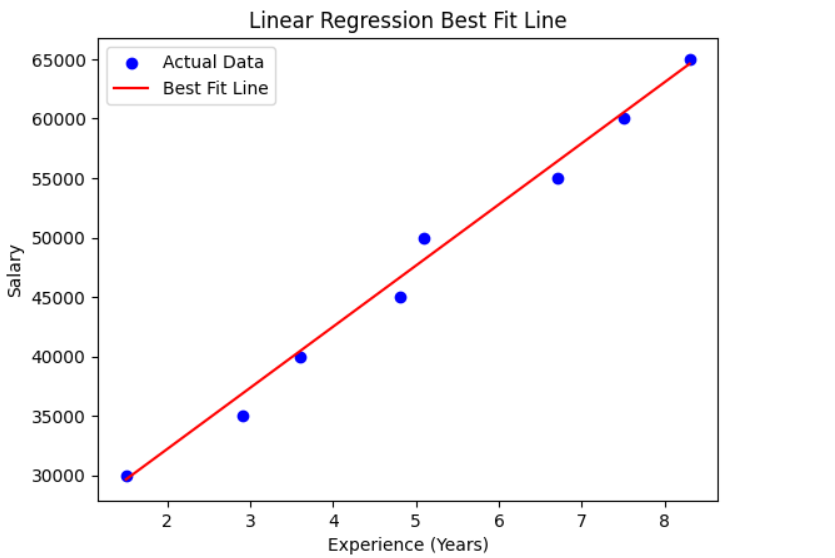 Linear Regression Best Fit Line
Actual Data
Best Fit Line
65000
60000
55000
50000
45000
40000
35000
30000
Salary
2 3 4 5 6 7 8
Experience (Years)